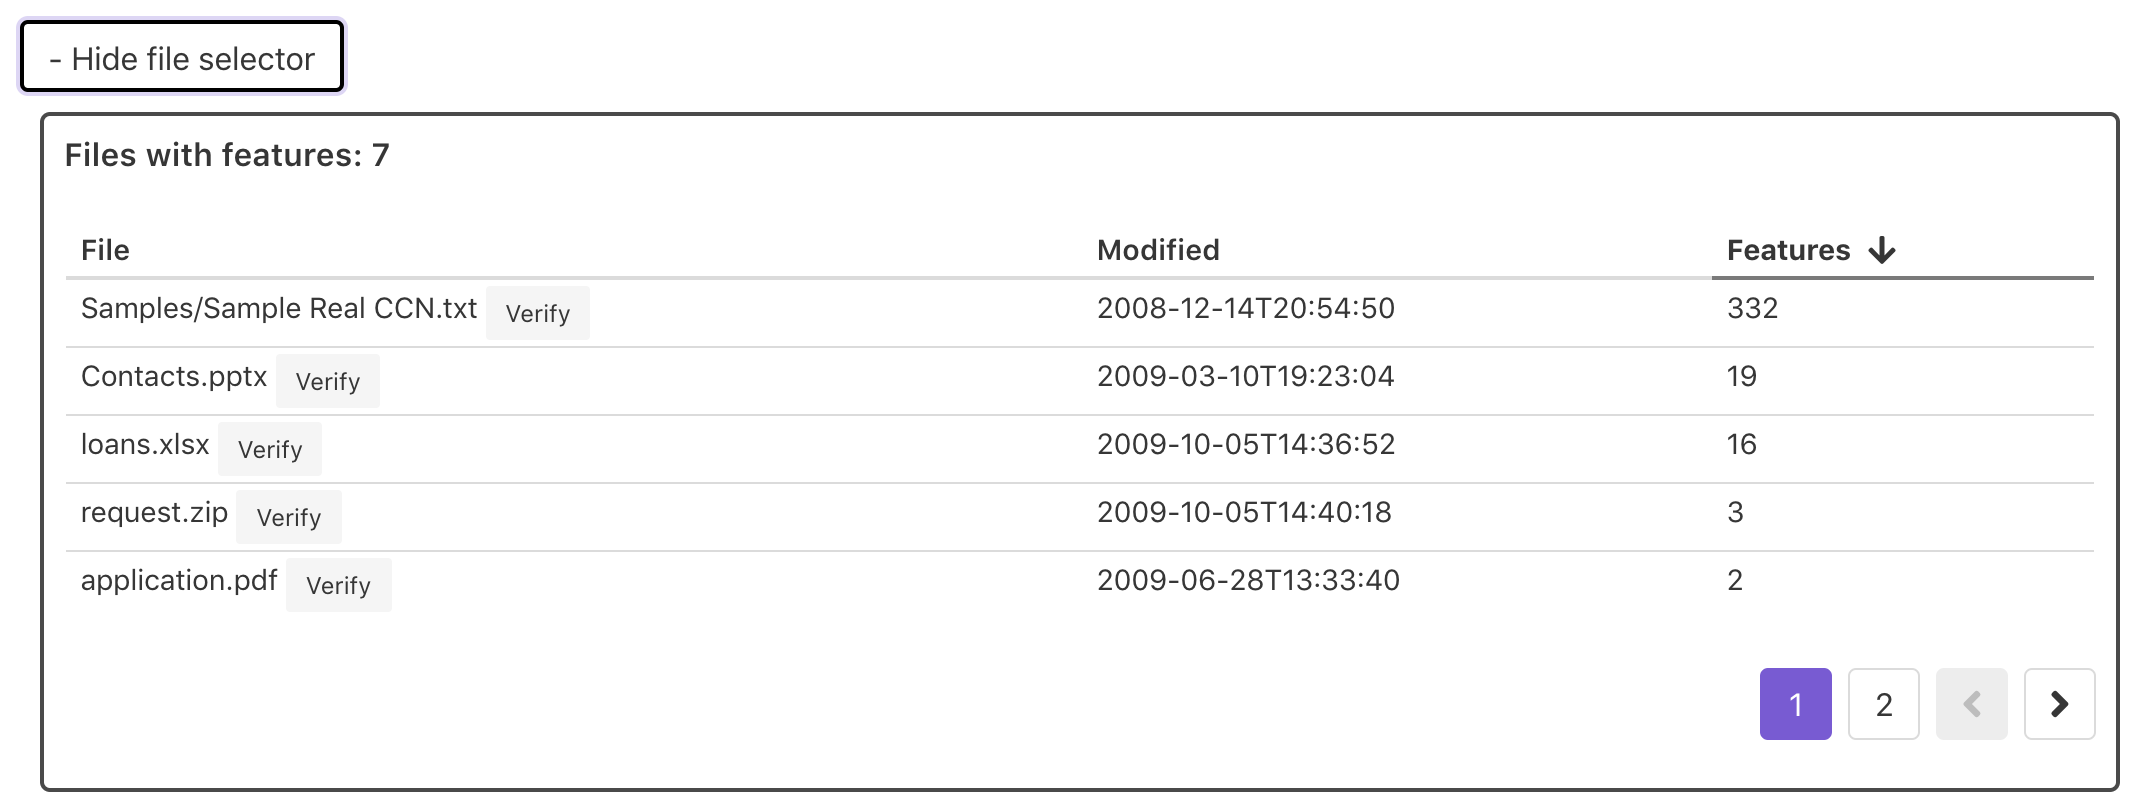 - Hide file selector
Files with features: 7
File Modified Features
Samples/Sample Real CCN.txt Verify 2008-12-14T20:54:50 332
Contacts.pptx Verify 2009-03-10T19:23:04 19
loans.xlsx Verify 2009-10-05T14:36:52 16
request.zip Verify 2009-10-05T14:40:18 3
application.pdf Verify 2009-06-28T13:33:40 2
1 2